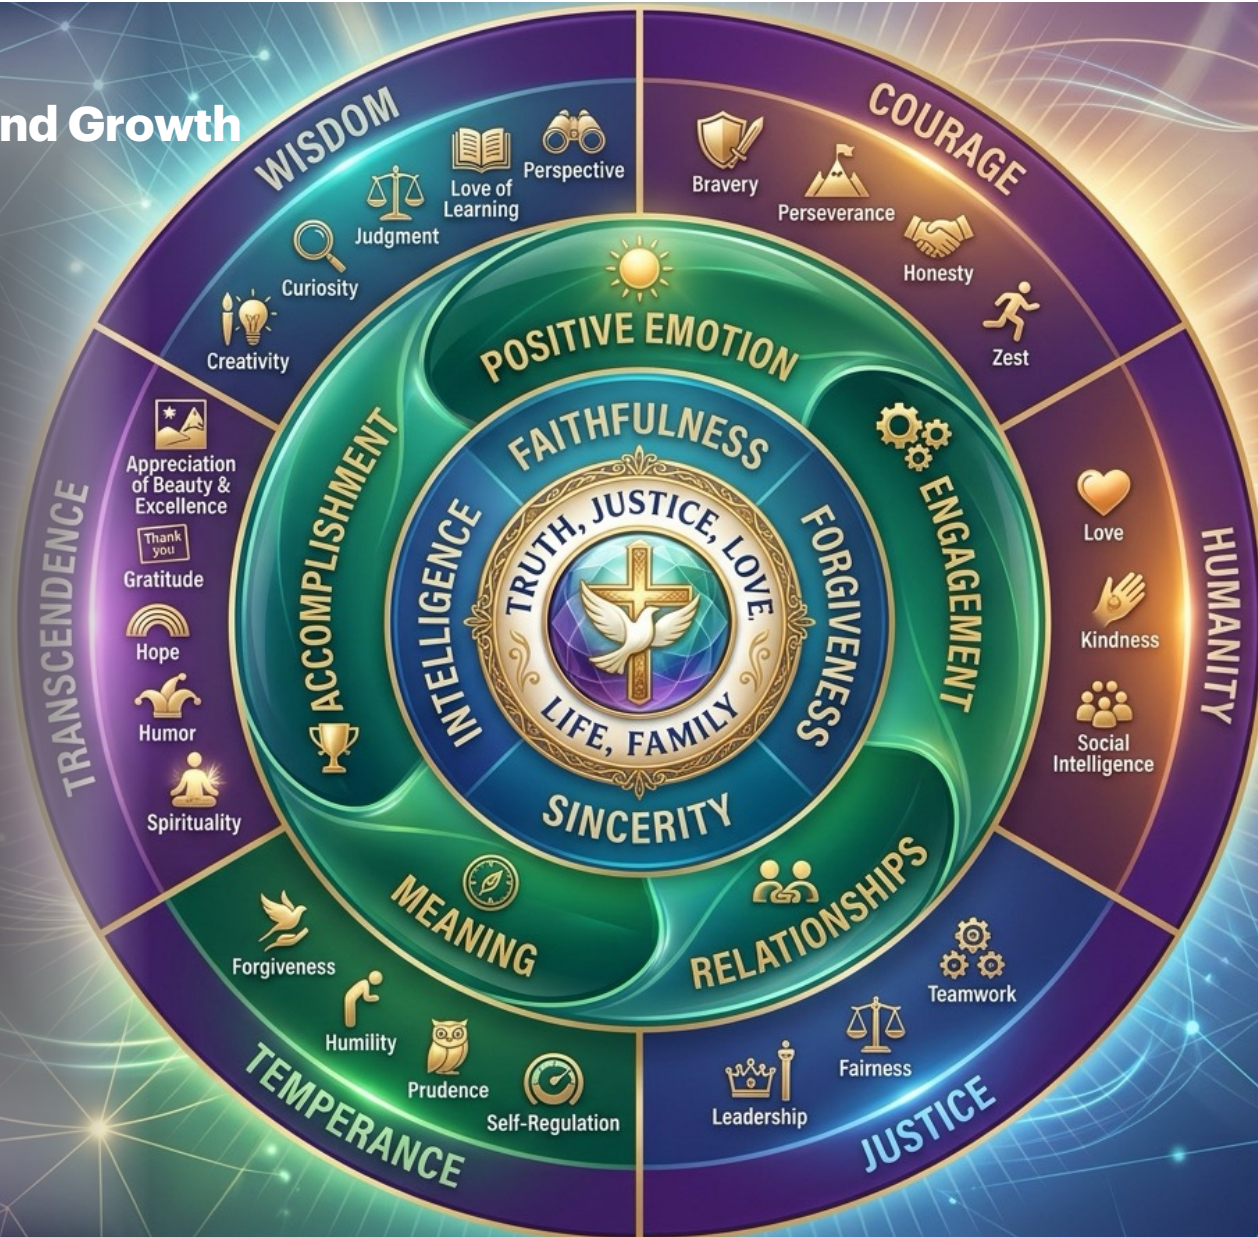 nd Growth
WISDOM
Creativity
Curiosity
Judgment
Love of
Learning
Perspective
COURAGE
Bravery
Perseverance
Honesty
Zest
HUMANITY
Love
Kindness
Social
Intelligence
JUSTICE
Teamwork
Fairness
Leadership
TEMPERANCE
Forgiveness
Humility
Prudence
Self-Regulation
TRANSCENDENCE
Appreciation
of Beauty &
Excellence
Thank
you
Gratitude
Hope
Humor
Spirituality
POSITIVE EMOTION
ENGAGEMENT
RELATIONSHIPS
MEANING
ACCOMPLISHMENT
FAITHFULNESS
FORGIVENESS
SINCERITY
INTELLIGENCE
TRUTH, JUSTICE, LOVE,
LIFE, FAMILY